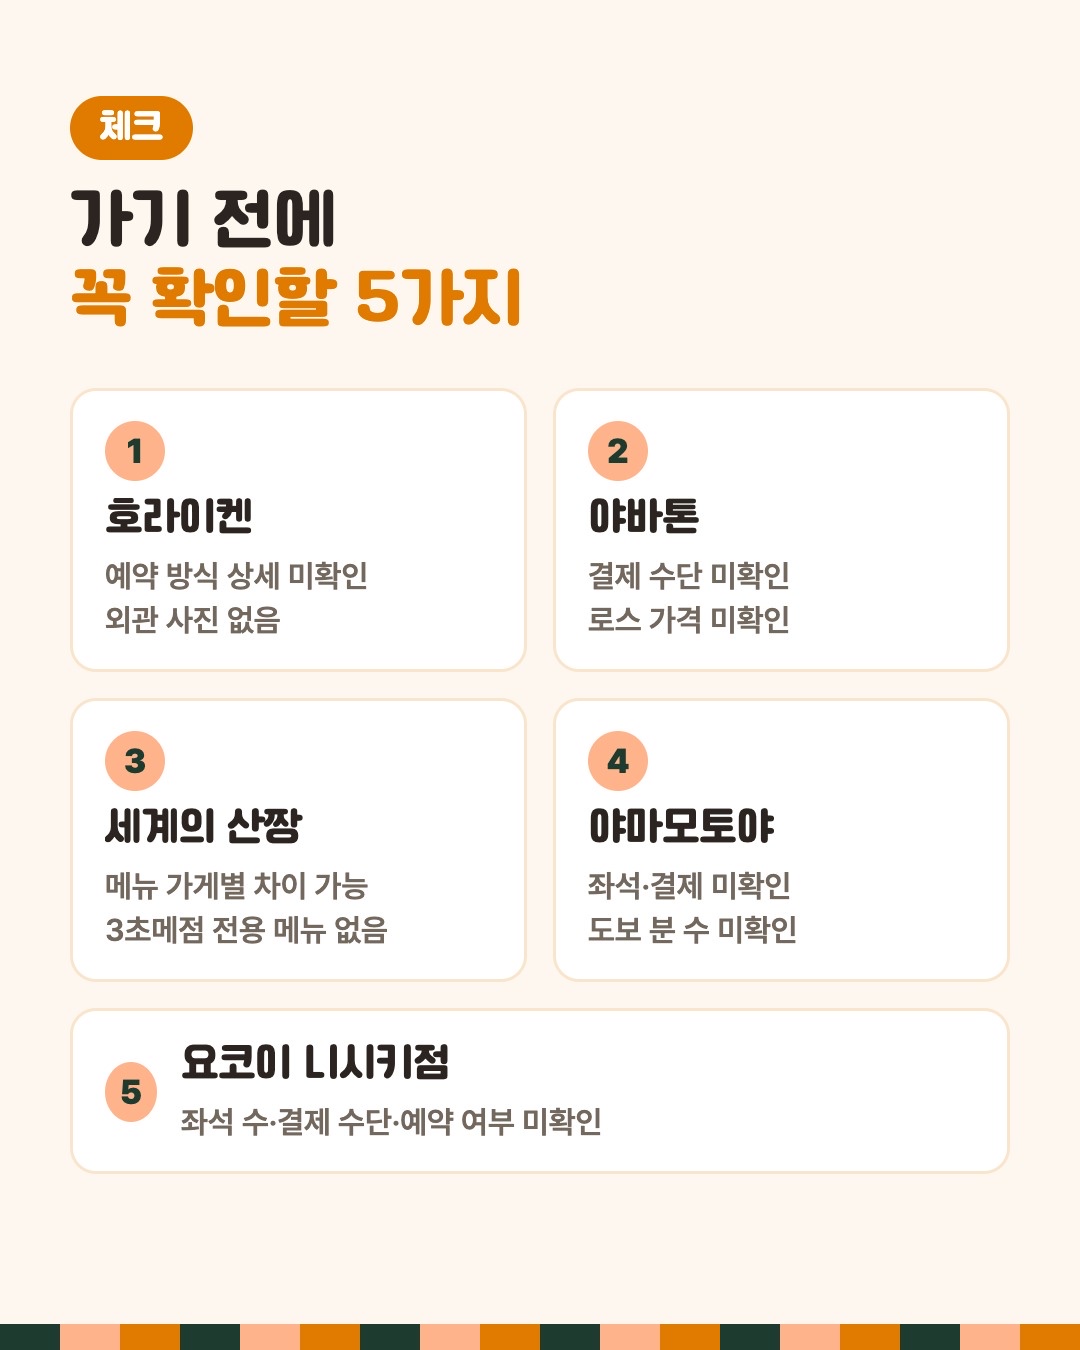 체크
가기 전에
꼭 확인할 5가지
1
호라이켄
예약 방식 상세 미확인
외관 사진 없음
2
야바톤
결제 수단 미확인
로스 가격 미확인
3
세계의 산짱
메뉴 가게별 차이 가능
3초메점 전용 메뉴 없음
4
야마모토야
좌석·결제 미확인
도보 분 수 미확인
5
요코이 니시키점
좌석 수·결제 수단·예약 여부 미확인